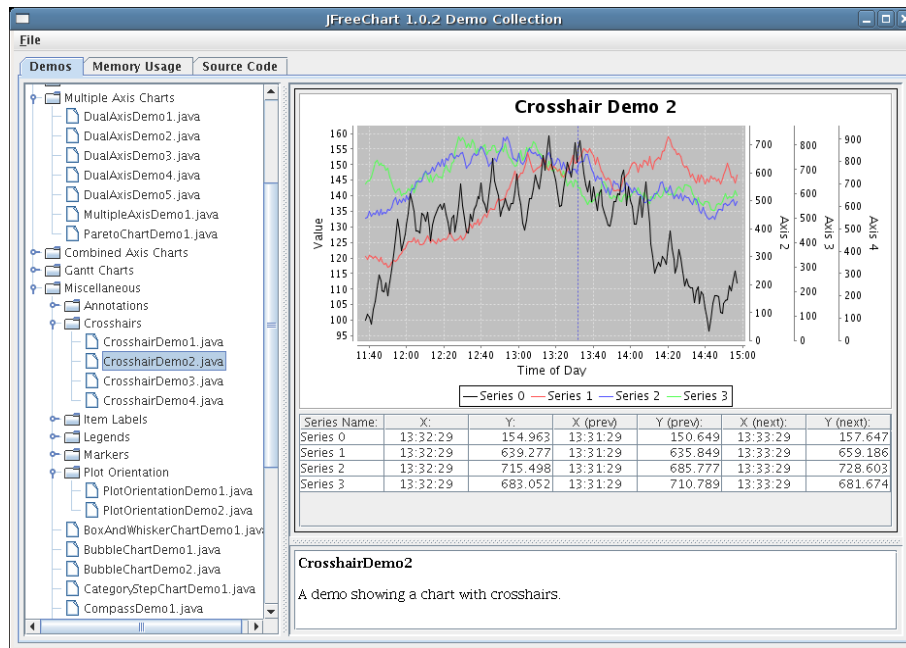 JFreeChart 1.0.2 Demo Collection
File
Demos Memory Usage Source Code
Multiple Axis Charts
DualAxisDemo1.java
DualAxisDemo2.java
DualAxisDemo3.java
DualAxisDemo4.java
DualAxisDemo5.java
MultipleAxisDemo1.java
ParetoChartDemo1.java
Combined Axis Charts
Gantt Charts
Miscellaneous
Annotations
Crosshairs
CrosshairDemo1.java
CrosshairDemo2.java
CrosshairDemo3.java
CrosshairDemo4.java
Item Labels
Legends
Markers
Plot Orientation
PlotOrientationDemo1.java
PlotOrientationDemo2.java
BoxAndWhiskerChartDemo1.jav
BubbleChartDemo1.java
BubbleChartDemo2.java
CategoryStepChartDemo1.java
CompassDemo1.java
Crosshair Demo 2
Value
160
155
150
145
140
135
130
125
120
115
110
105
100
95
700
600
500
400
300
200
100
0
Axis 2
800
700
600
500
400
300
200
100
0
Axis 3
900
800
700
600
500
400
300
200
100
0
Axis 4
11:40 12:00 12:20 12:40 13:00 13:20 13:40 14:00 14:20 14:40 15:00
Time of Day
Series 0 Series 1 Series 2 Series 3
Series Name: X: Y: X (prev) Y (prev): X (next): Y (next):
Series 0 13:32:29 154.963 13:31:29 150.649 13:33:29 157.647
Series 1 13:32:29 639.277 13:31:29 635.849 13:33:29 659.186
Series 2 13:32:29 715.498 13:31:29 685.777 13:33:29 728.603
Series 3 13:32:29 683.052 13:31:29 710.789 13:33:29 681.674
CrosshairDemo2
A demo showing a chart with crosshairs.